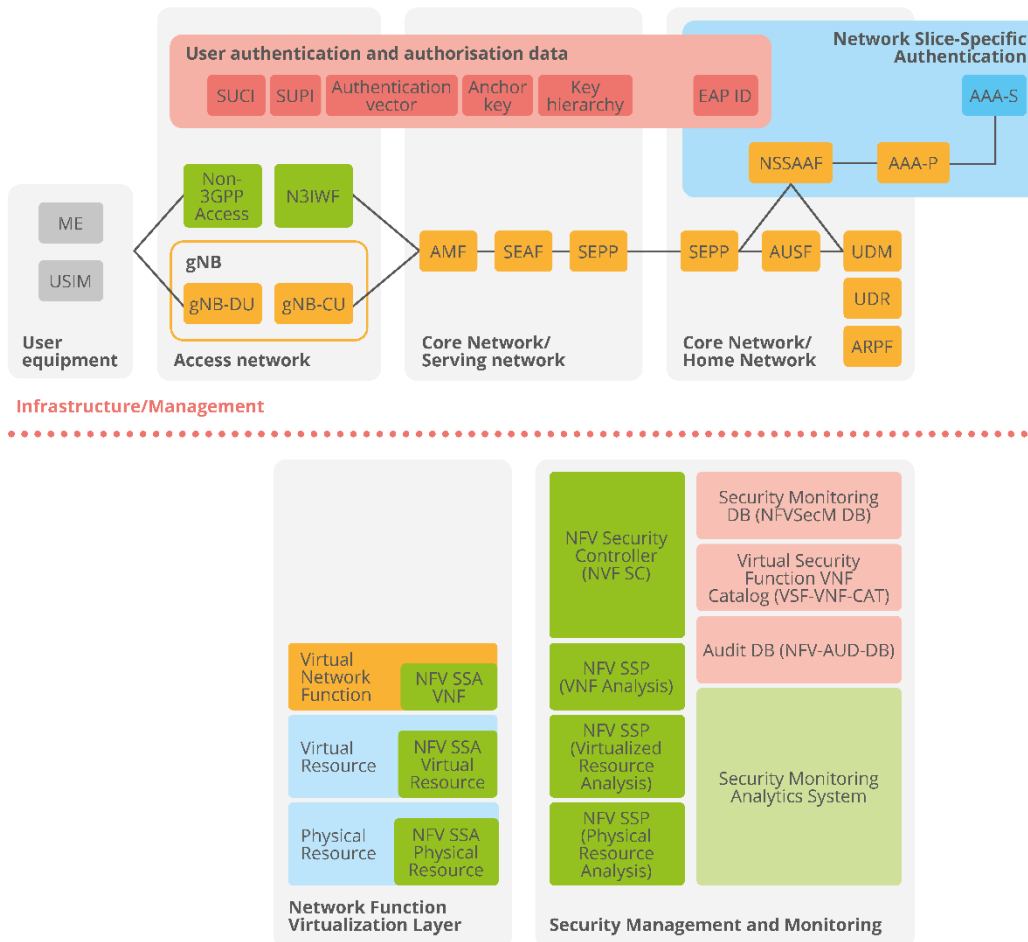 User authentication and authorisation data
SUCI
SUPI
Authentication
vector
Anchor
key
Key
hierarchy
EAP ID
Network Slice-Specific
Authentication
AAA-S
NSSAAF
AAA-P
ME
USIM
User
equipment
Non-
3GPP
Access
N3IWF
gNB
gNB-DU
gNB-CU
Access network
AMF
SEAF
SEPP
Core Network/
Serving network
SEPP
AUSF
UDM
UDR
ARPF
Core Network/
Home Network
Infrastructure/Management
Virtual
Network
Function
NFV SSA
VNF
Virtual
Resource
NFV SSA
Virtual
Resource
Physical
Resource
NFV SSA
Physical
Resource
Network Function
Virtualization Layer
NFV Security
Controller
(NVF SC)
NFV SSP
(VNF Analysis)
NFV SSP
(Virtualized
Resource
Analysis)
NFV SSP
(Physical
Resource
Analysis)
Security Monitoring
DB (NFVSecM DB)
Virtual Security
Function VNF
Catalog (VSF-VNF-CAT)
Audit DB (NFV-AUD-DB)
Security Monitoring
Analytics System
Security Management and Monitoring